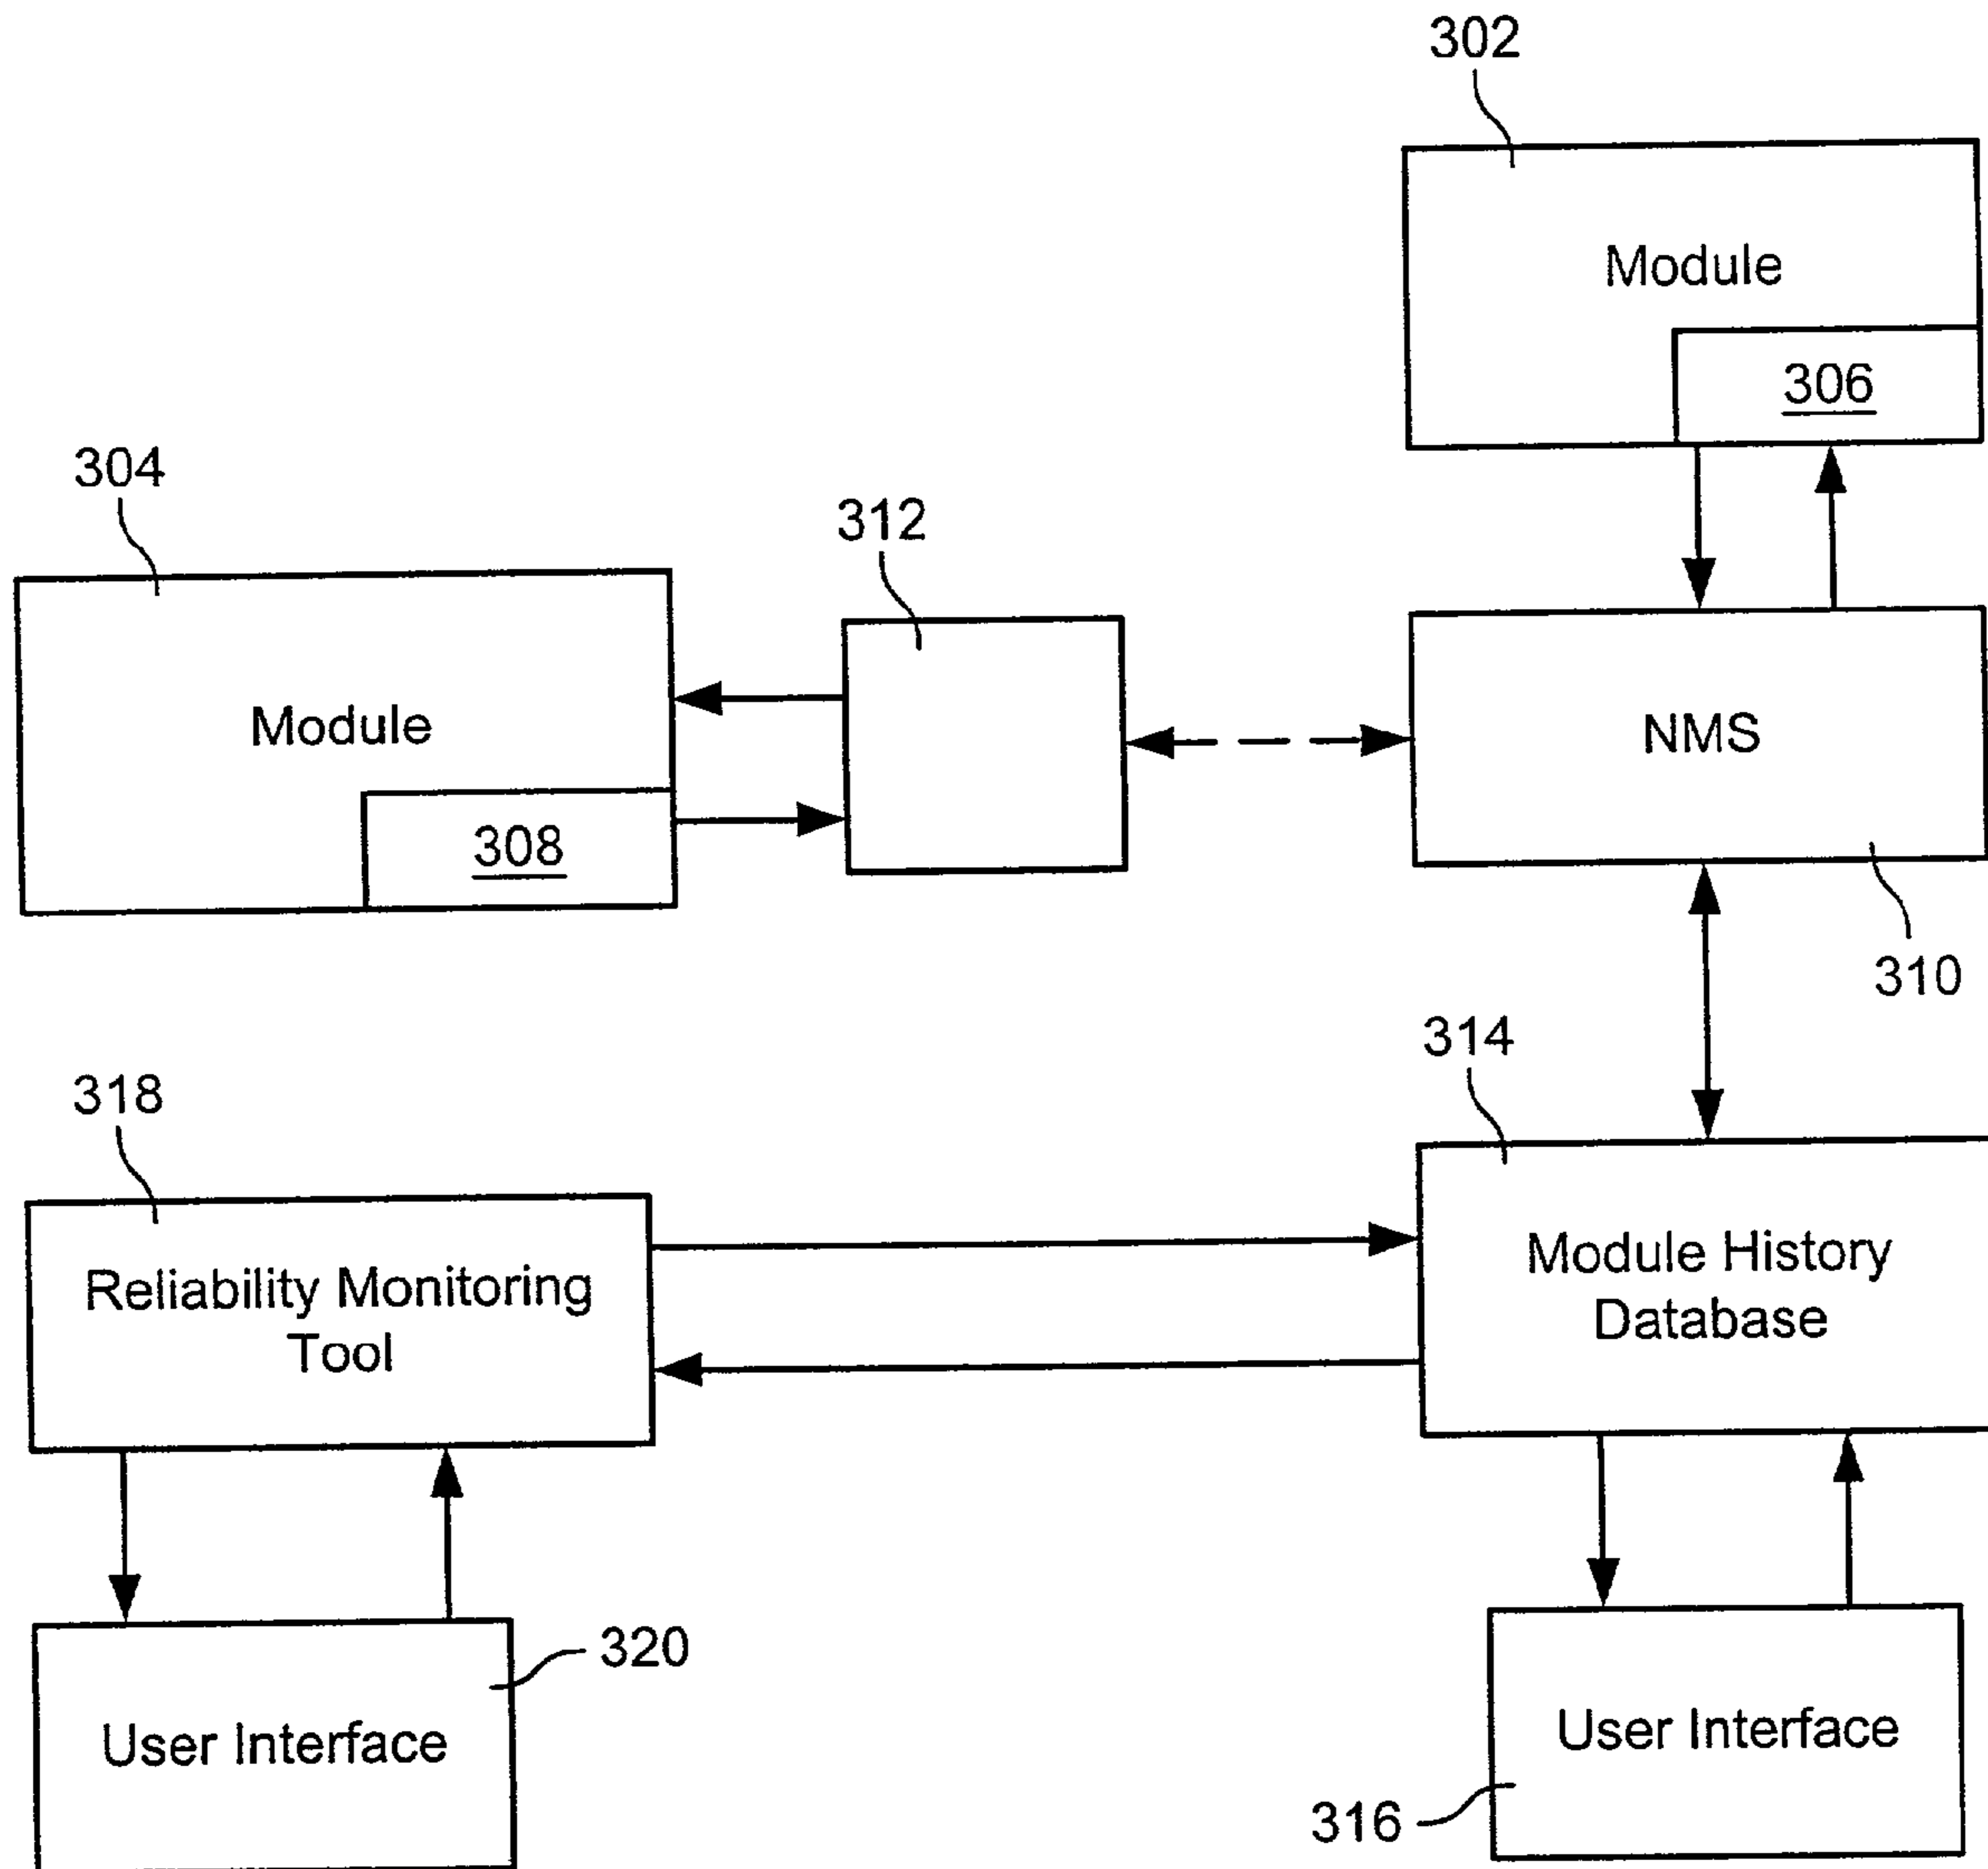 302
Module
306
304
312
Module
308
NMS
310
314
318
Module History
Database
Reliability Monitoring
Tool
320
User Interface
User Interface
316